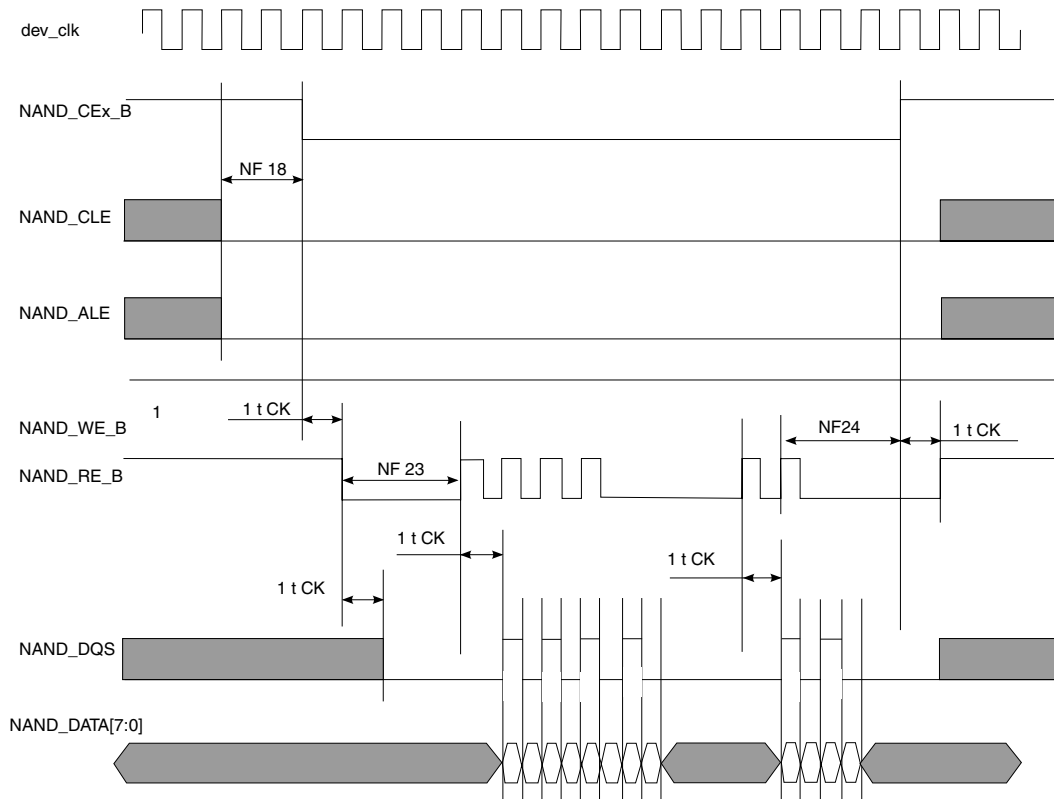 dev_clk
NAND_CEx_B
NF 18
NAND_CLE
NAND_ALE
1
1 t CK
NAND_WE_B
NF24
1 t CK
NAND_RE_B
NF 23
1 t CK
1 t CK
1 t CK
NAND_DQS
NAND_DATA[7:0]